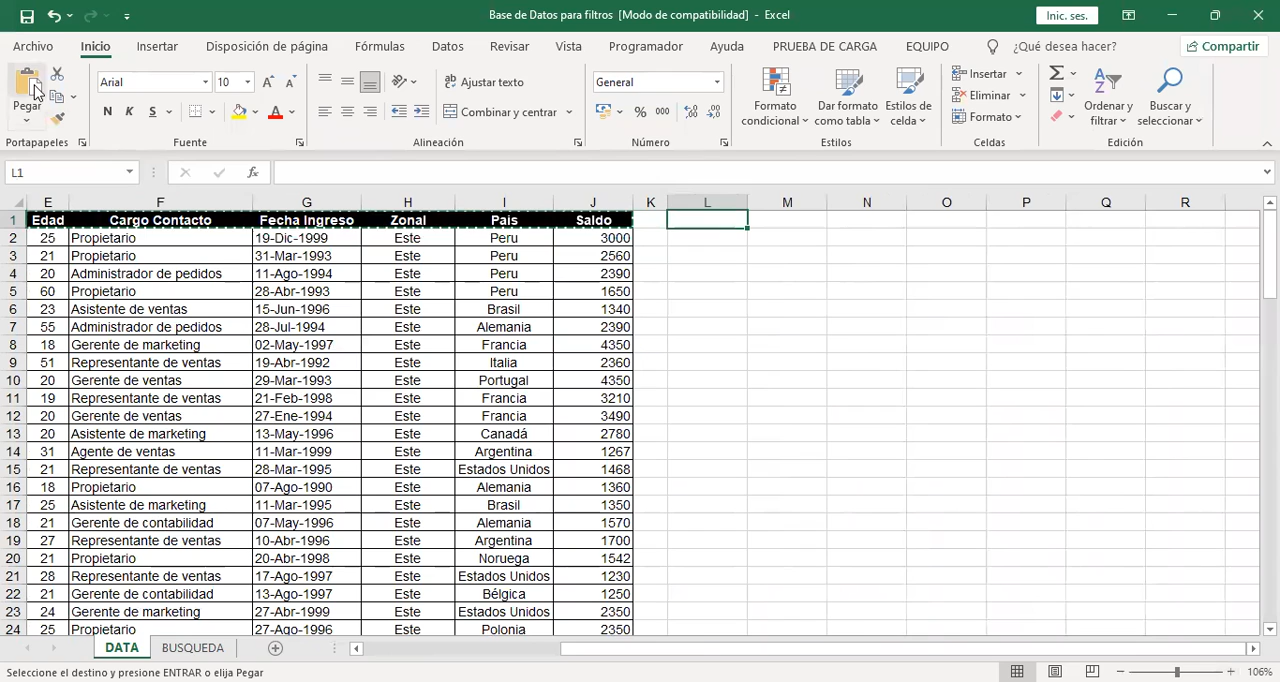 Base de Datos para filtros [Modo de compatibilidad] - Excel
Inic. ses.
Archivo Inicio Insertar Disposición de página Fórmulas Datos Revisar Vista Programador Ayuda PRUEBA DE CARGA EQUIPO ¿Qué desea hacer? Compartir
Pegar
Arial 10
N K S
Ajustar texto
Combinar y centrar
General
% 000
Formato condicional
Dar formato como tabla
Estilos de celda
Insertar
Eliminar
Formato
Ordenar y filtrar
Buscar y seleccionar
Portapapeles Fuente Alineación Número Estilos Celdas Edición
L1 fx
E F G H I J K L M N O P Q R
1 Edad Cargo Contacto Fecha Ingreso Zonal País Saldo
2 25 Propietario 19-Dic-1999 Este Peru 3000
3 21 Propietario 31-Mar-1993 Este Peru 2560
4 20 Administrador de pedidos 11-Ago-1994 Este Peru 2390
5 60 Propietario 28-Abr-1993 Este Peru 1650
6 23 Asistente de ventas 15-Jun-1996 Este Brasil 1340
7 55 Administrador de pedidos 28-Jul-1994 Este Alemania 2390
8 18 Gerente de marketing 02-May-1997 Este Francia 4350
9 51 Representante de ventas 19-Abr-1992 Este Italia 2360
10 20 Gerente de ventas 29-Mar-1993 Este Portugal 4350
11 19 Representante de ventas 21-Feb-1998 Este Francia 3210
12 20 Gerente de ventas 27-Ene-1994 Este Francia 3490
13 20 Asistente de marketing 13-May-1996 Este Canadá 2780
14 31 Agente de ventas 11-Mar-1999 Este Argentina 1267
15 21 Representante de ventas 28-Mar-1995 Este Estados Unidos 1468
16 18 Propietario 07-Ago-1990 Este Alemania 1360
17 25 Asistente de marketing 11-Mar-1995 Este Brasil 1350
18 21 Gerente de contabilidad 07-May-1996 Este Alemania 1570
19 27 Representante de ventas 10-Abr-1996 Este Argentina 1700
20 21 Propietario 20-Abr-1998 Este Noruega 1542
21 28 Representante de ventas 17-Ago-1997 Este Estados Unidos 1230
22 21 Gerente de contabilidad 13-Ago-1997 Este Bélgica 1250
23 24 Gerente de marketing 27-Abr-1999 Este Estados Unidos 2350
24 25 Propietario 27-Ago-1996 Este Polonia 2350
DATA BUSQUEDA
Seleccione el destino y presione ENTRAR o elija Pegar 106%